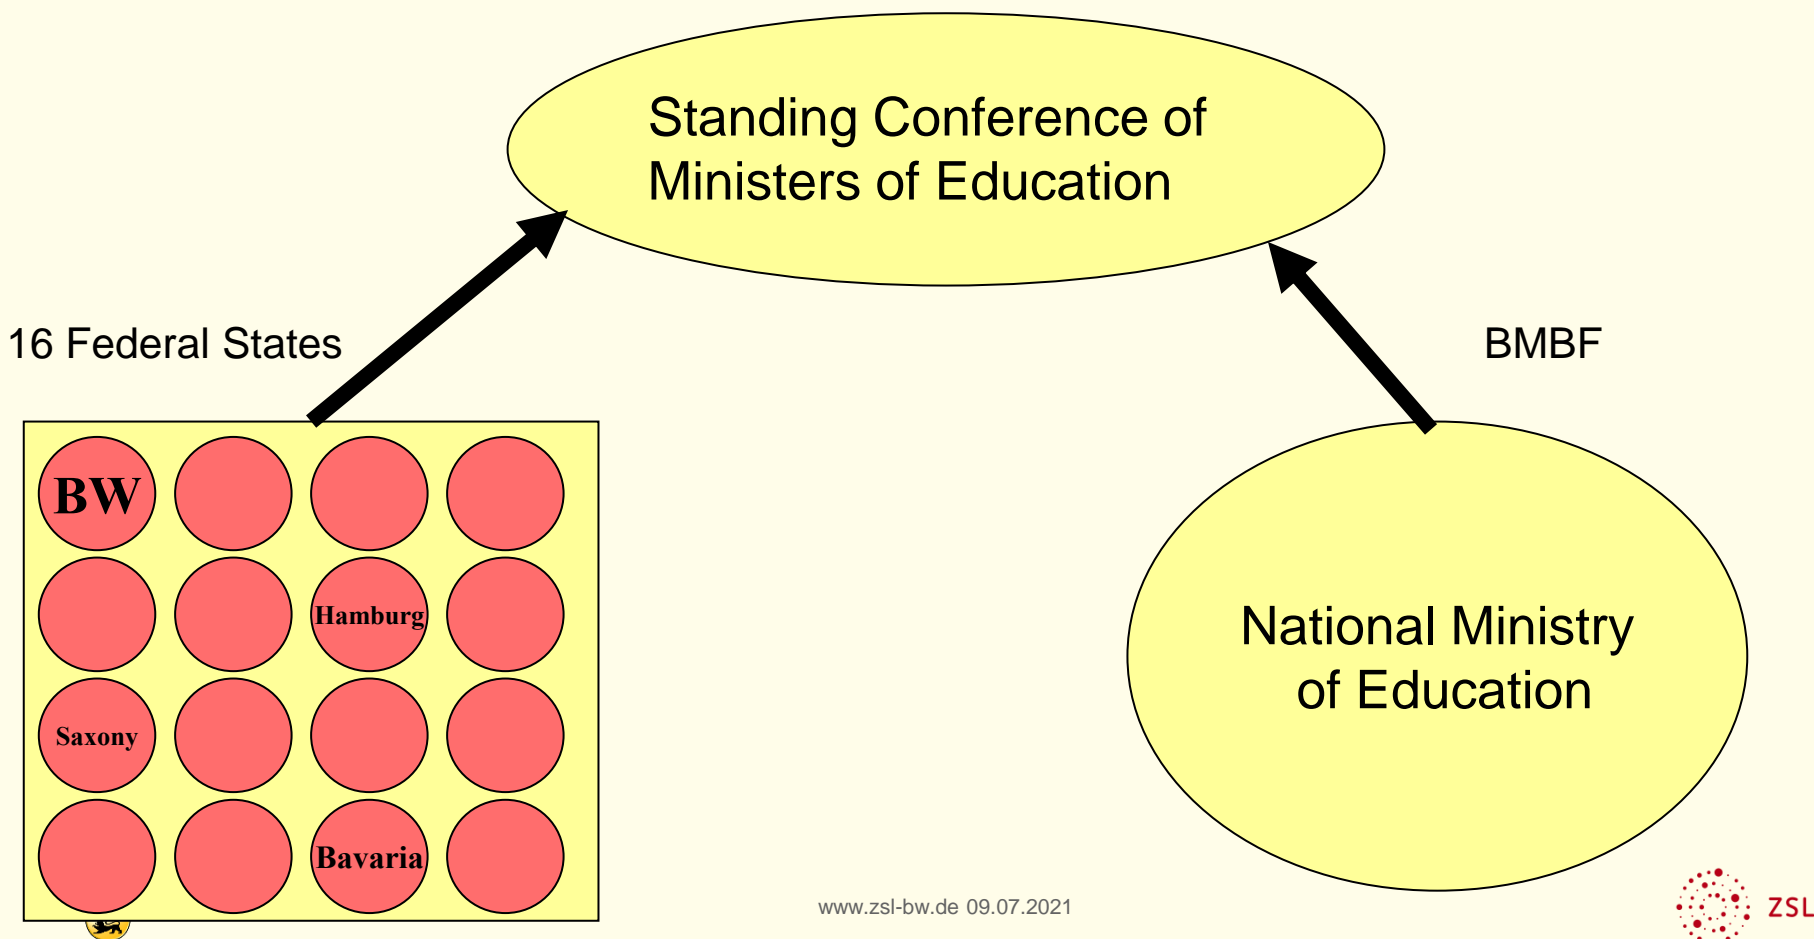 Standing Conference of
Ministers of Education
16 Federal States
BMBF
BW
Hamburg
Saxony
Bavaria
National Ministry
of Education
www.zsl-bw.de 09.07.2021
ZSL